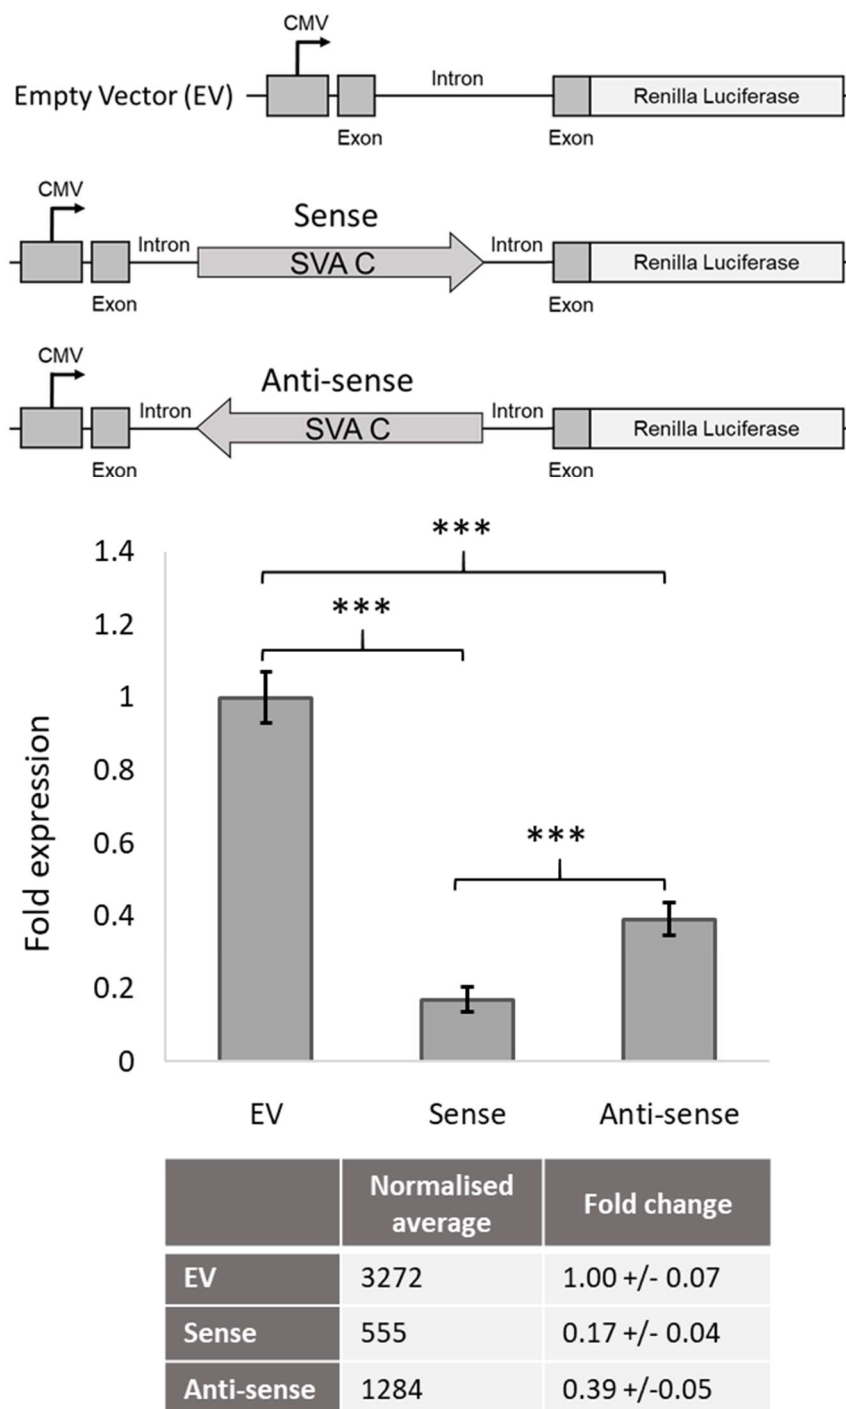 CMV
Empty Vector (EV)
Intron
Renilla Luciferase
Exon
Exon
CMV
Sense
Intron
SVA C
Intron
Renilla Luciferase
Exon
Exon
CMV
Anti-sense
Intron
SVA C
Intron
Renilla Luciferase
Exon
Exon
Fold expression
1.4
1.2
1
0.8
0.6
0.4
0.2
0
***
***
***
EV Sense Anti-sense
Normalised
average
Fold change
EV 3272 1.00 +/- 0.07
Sense 555 0.17 +/- 0.04
Anti-sense 1284 0.39 +/-0.05